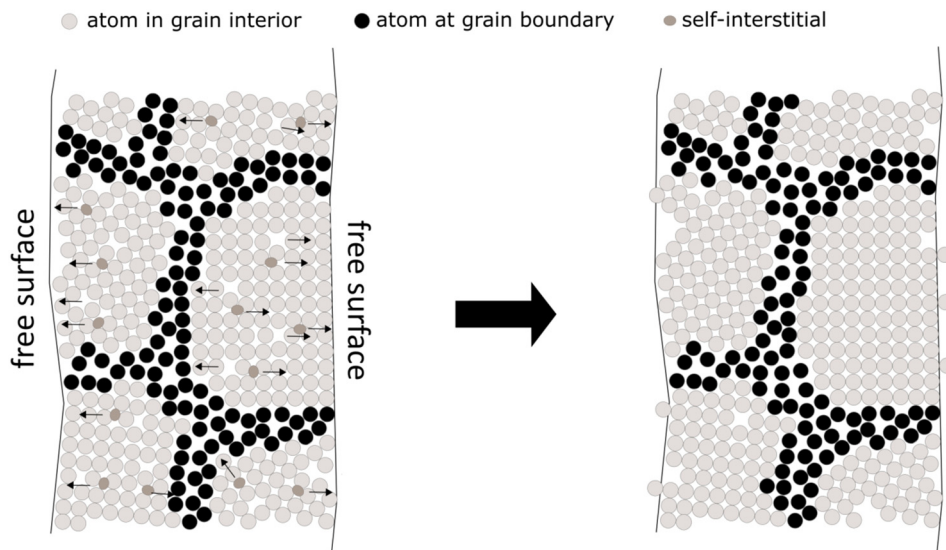 atom in grain interior
atom at grain boundary
self-interstitial
free surface
free surface